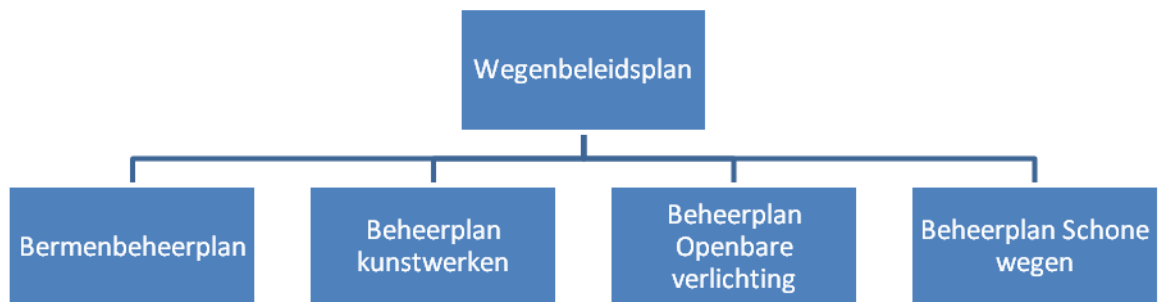 Wegenbeleidsplan
Bermenbeheerplan
Beheerplan
kunstwerken
Beheerplan
Openbare
verlichting
Beheerplan Schone
wegen